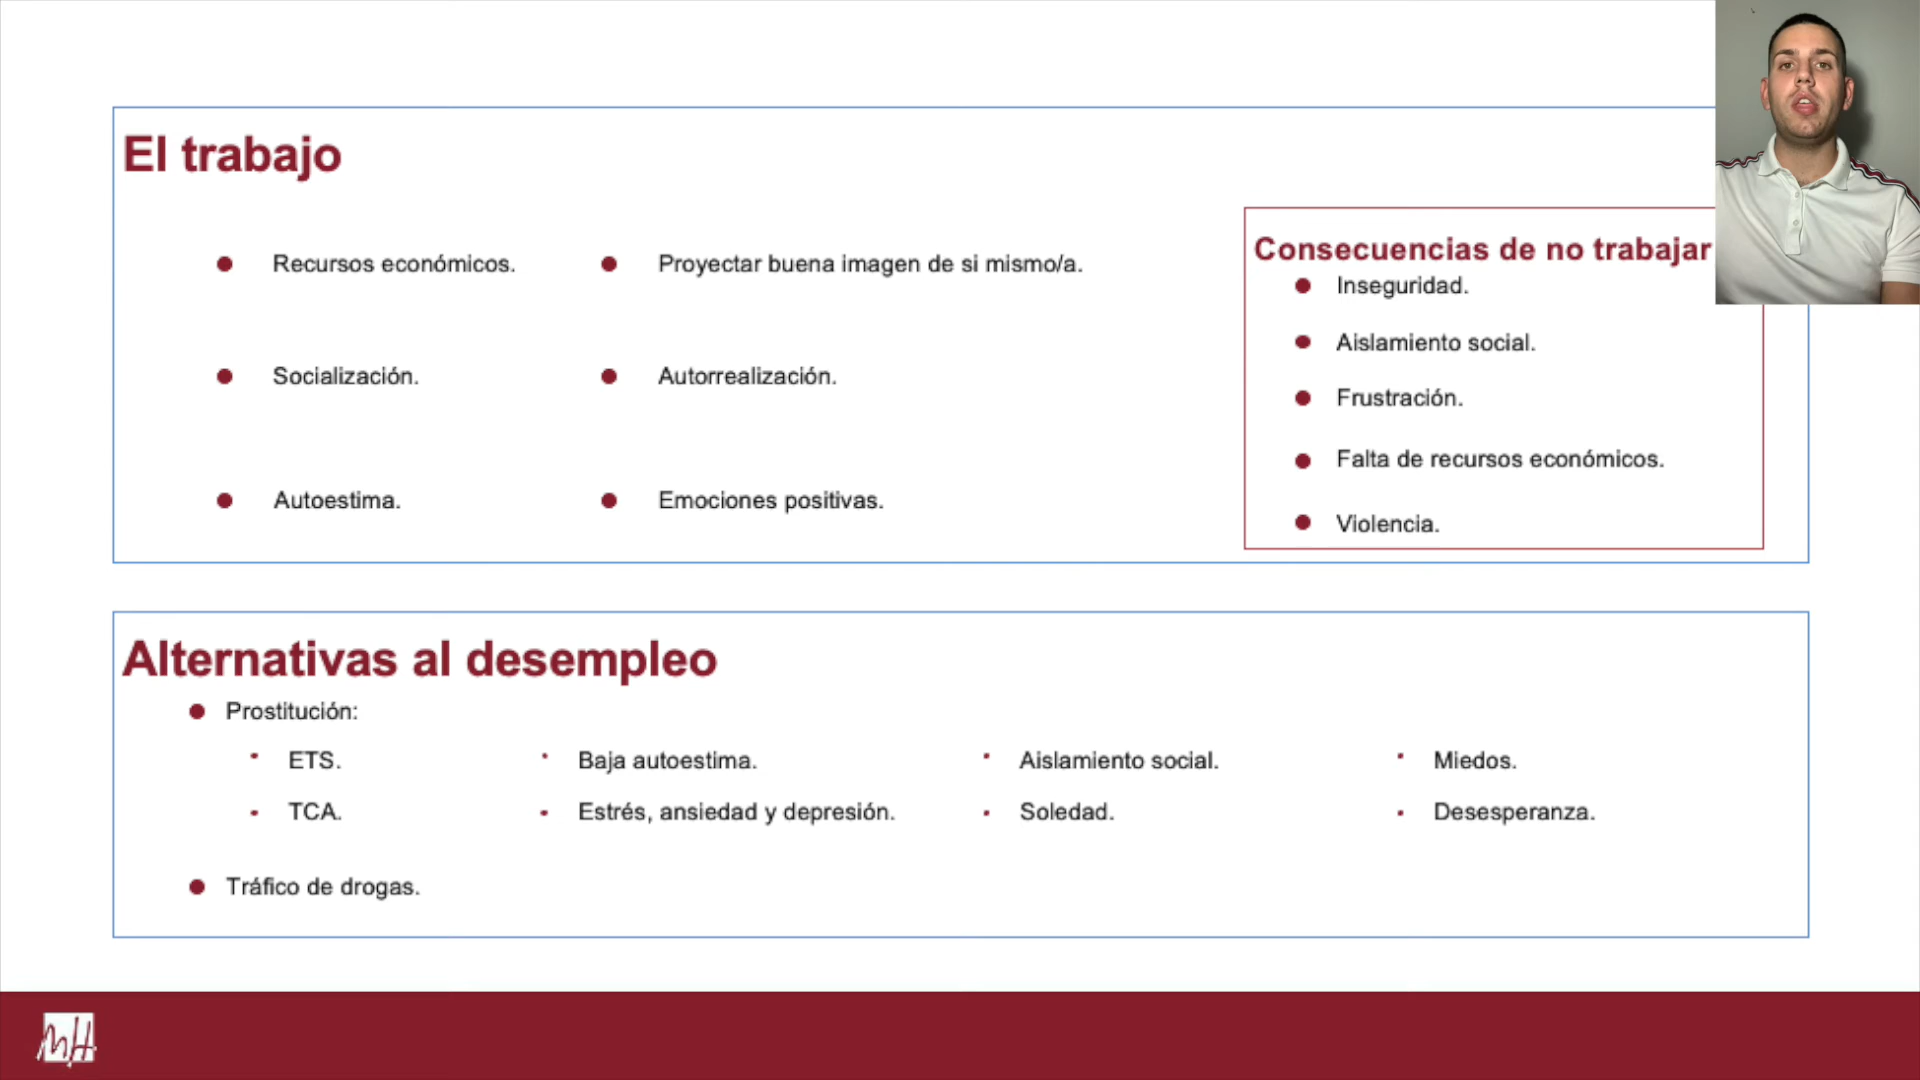 El trabajo
Recursos económicos.
Proyectar buena imagen de si mismo/a.
Socialización.
Autorrealización.
Autoestima.
Emociones positivas.
Consecuencias de no trabajar
Inseguridad.
Aislamiento social.
Frustración.
Falta de recursos económicos.
Violencia.
Alternativas al desempleo
Prostitución:
ETS.
Baja autoestima.
Aislamiento social.
Miedos.
TCA.
Estrés, ansiedad y depresión.
Soledad.
Desesperanza.
Tráfico de drogas.
mH